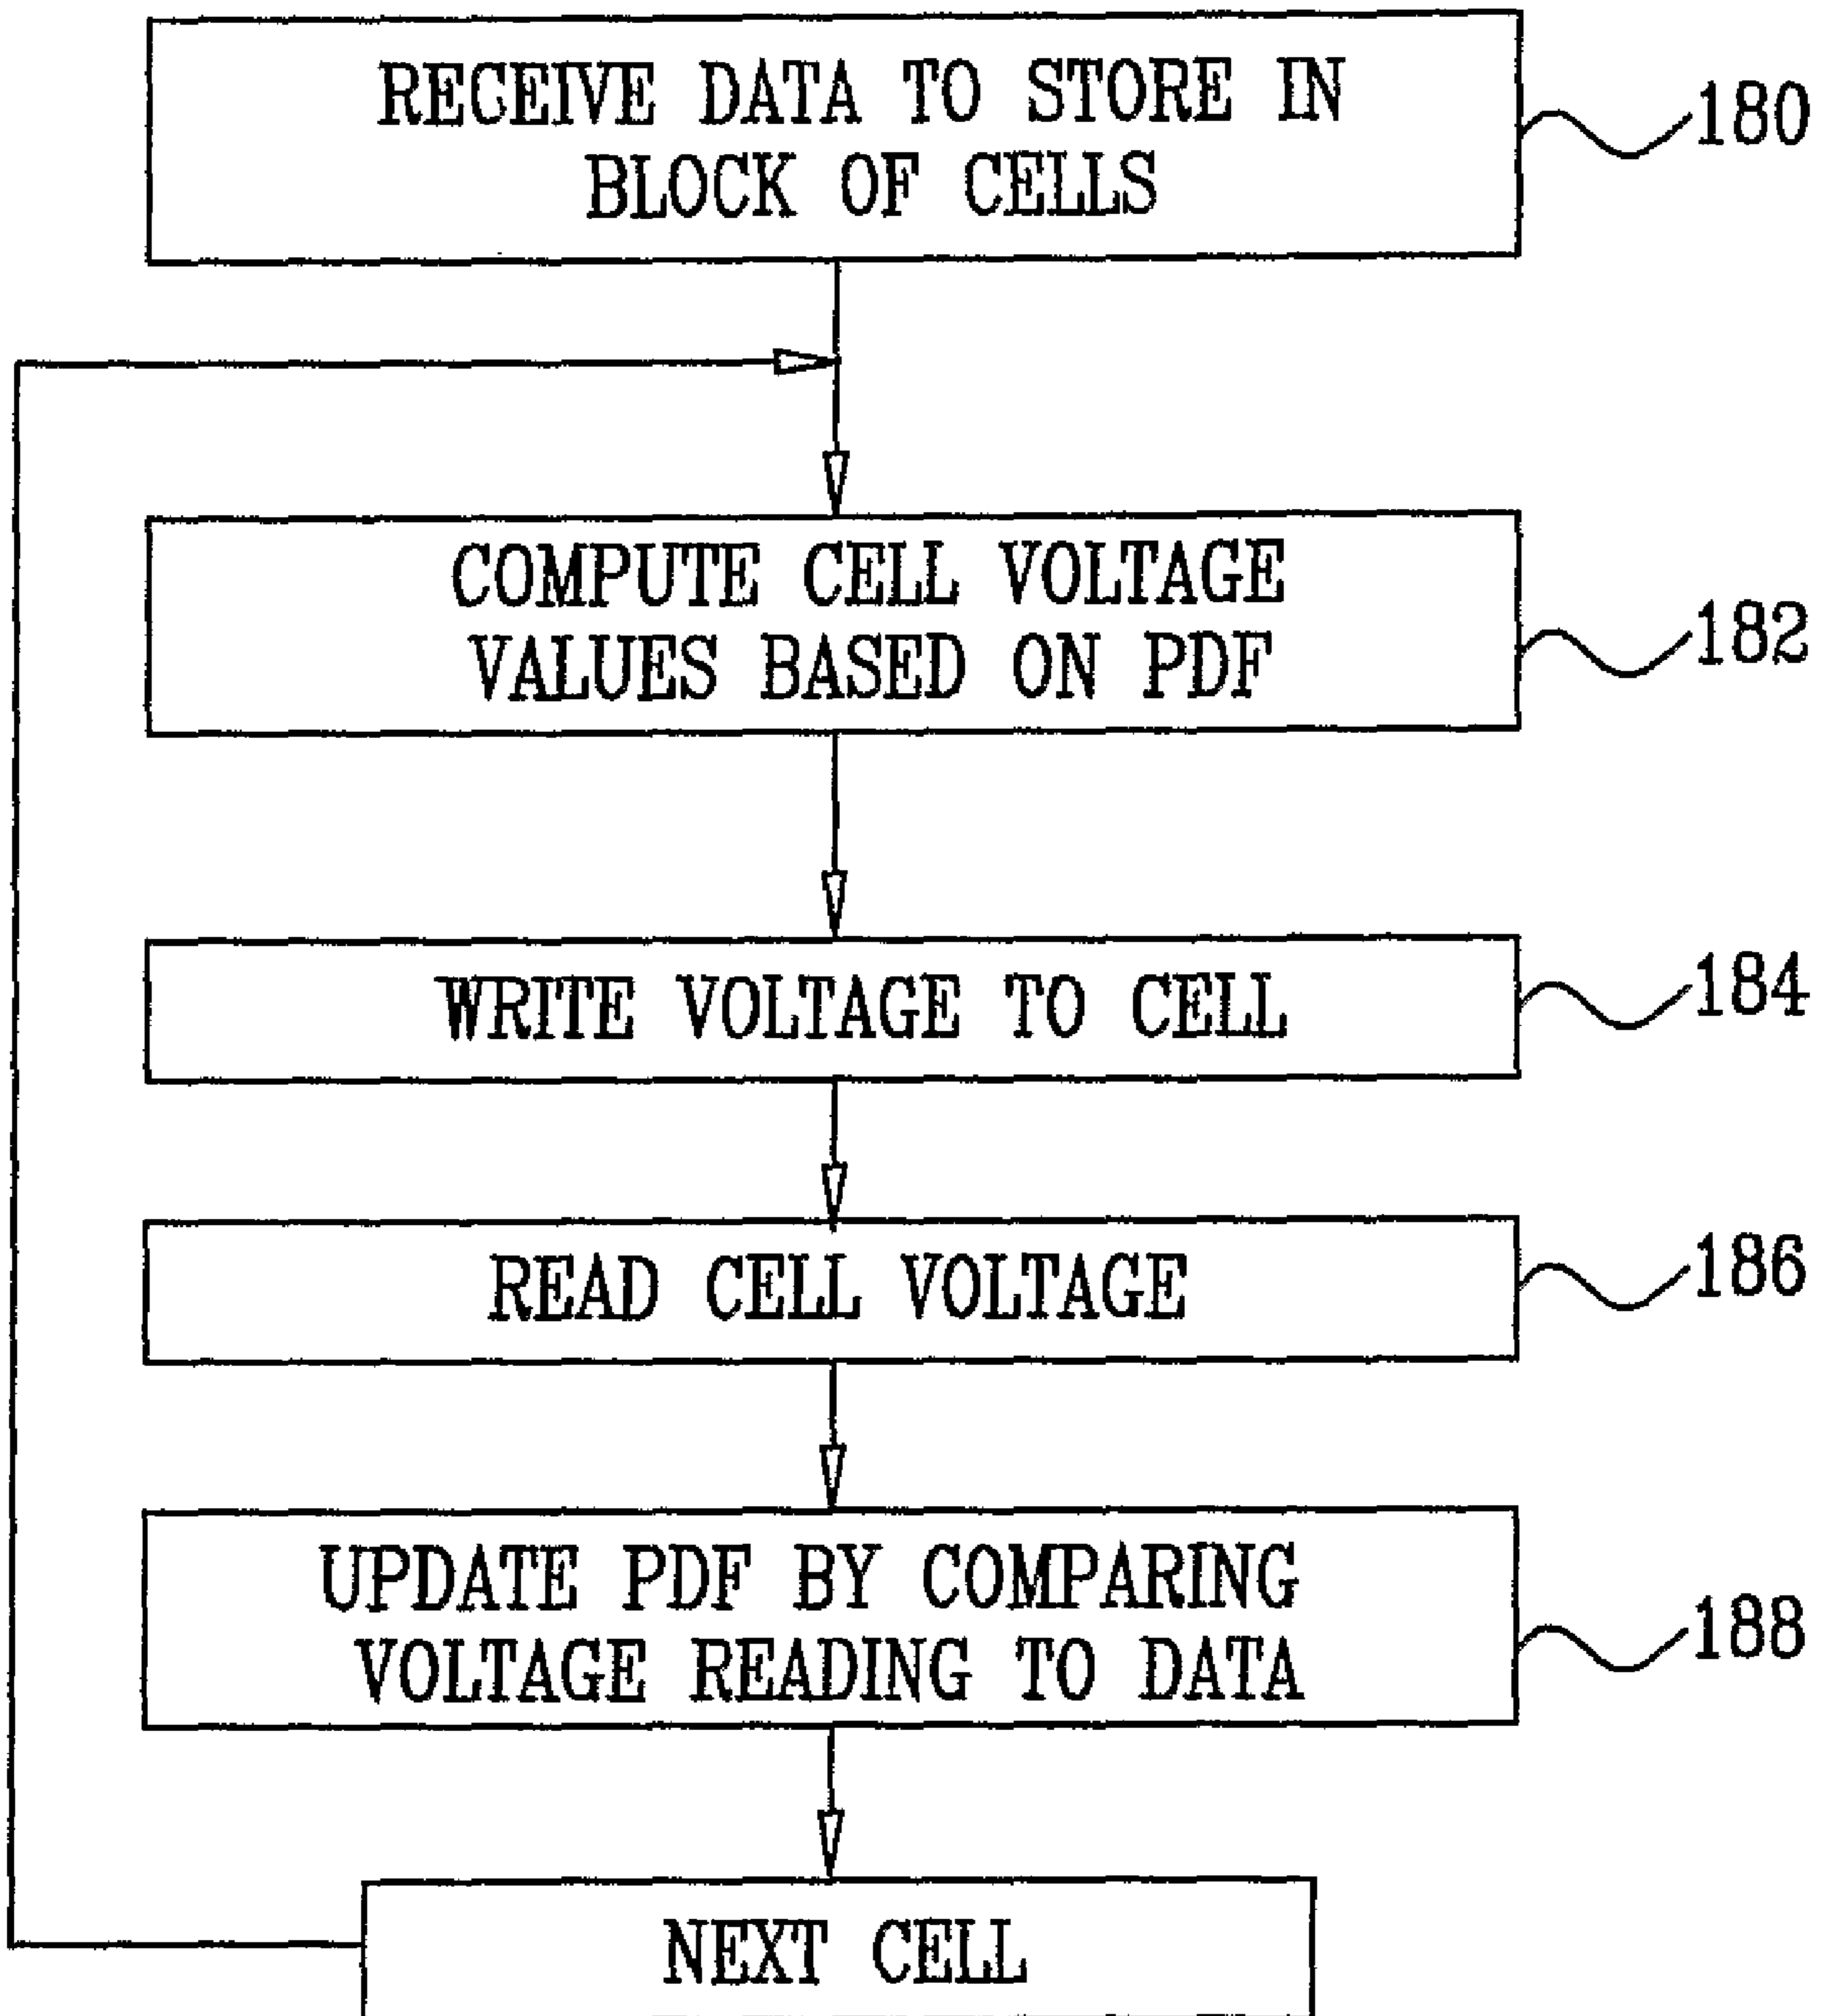 RECEIVE DATA TO STORE IN
BLOCK OF CELLS
180
COMPUTE CELL VOLTAGE
VALUES BASED ON PDF
182
WRITE VOLTAGE TO CELL
184
READ CELL VOLTAGE
186
UPDATE PDF BY COMPARING
VOLTAGE READING TO DATA
188
NEXT CELL